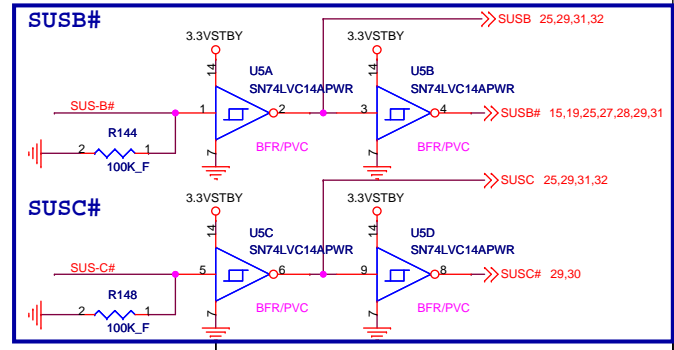 SUSB#
SUSB 25,29,31,32
3.3VSTBY 3.3VSTBY
14 U5A 14 U5B
SN74LVC14APWR SN74LVC14APWR
SUS-B# 1 2 3 4 SUSB# 15,19,25,27,28,29,31
R144
2 1 7 BFR/PVC 7 BFR/PVC
100K_F
SUSC 25,29,31,32
SUSC#
3.3VSTBY 3.3VSTBY
14 U5C 14 U5D
SN74LVC14APWR SN74LVC14APWR
SUS-C# 5 6 9 8 SUSC# 29,30
R148
2 1 7 BFR/PVC 7 BFR/PVC
100K_F